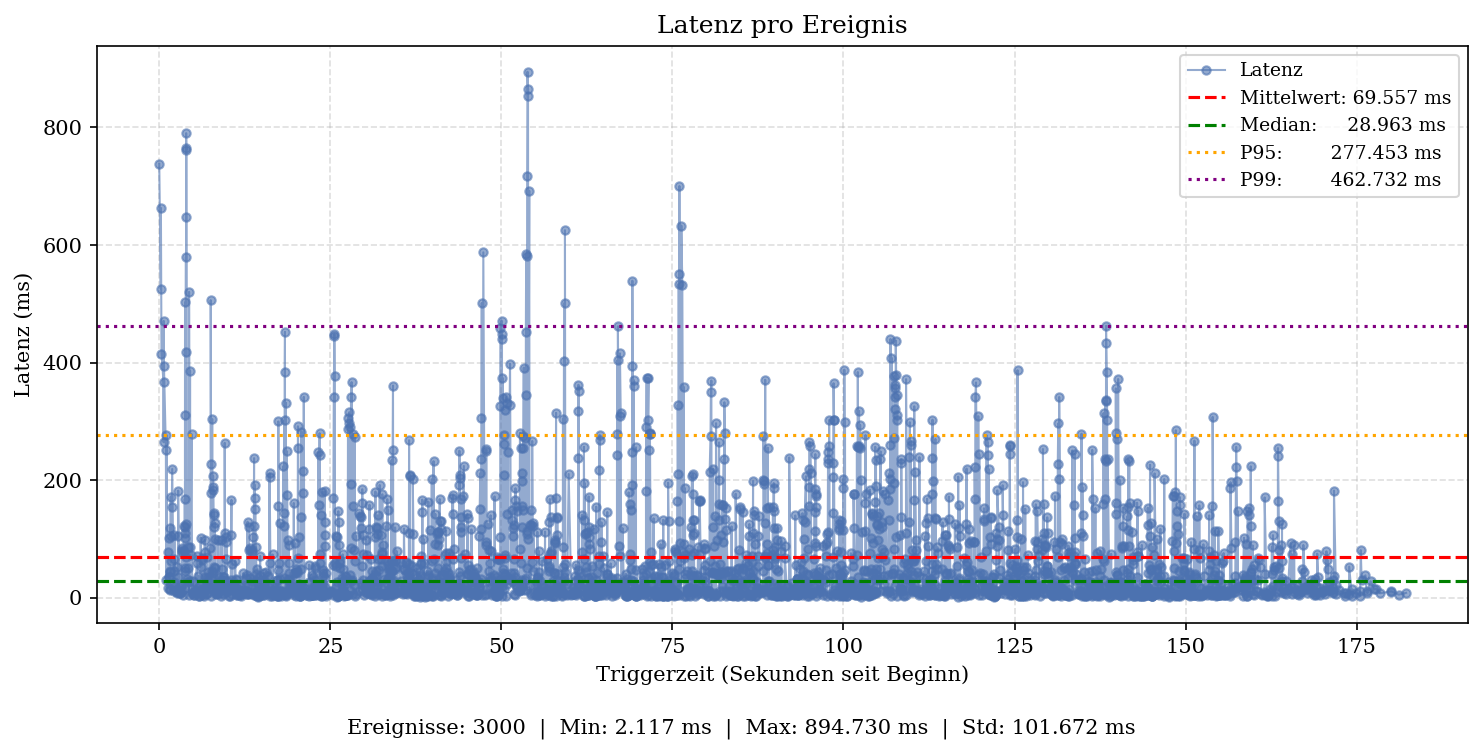 Latenz pro Ereignis
Latenz (ms)
800
600
400
200
0
Latenz
Mittelwert: 69.557 ms
Median: 28.963 ms
P95: 277.453 ms
P99: 462.732 ms
0 25 50 75 100 125 150 175
Triggerzeit (Sekunden seit Beginn)
Ereignisse: 3000 | Min: 2.117 ms | Max: 894.730 ms | Std: 101.672 ms